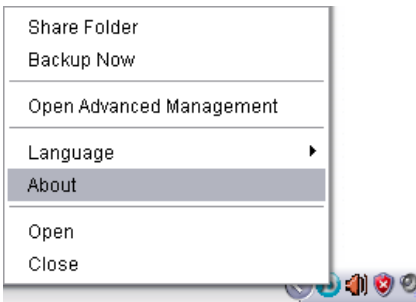 Share Folder
Backup Now
Open Advanced Management
Language
About
Open
Close